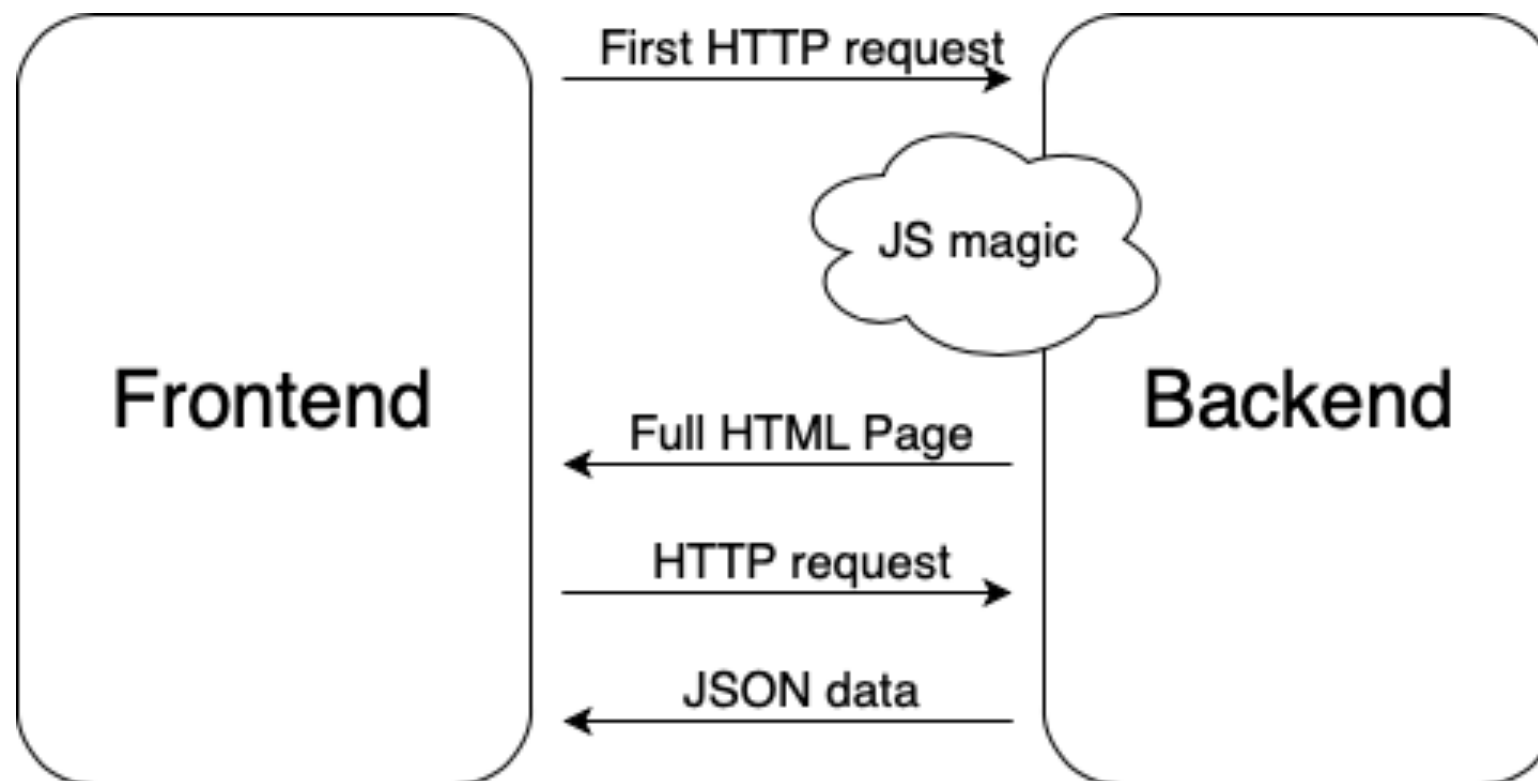 First HTTP request
JS magic
Frontend
Backend
Full HTML Page
HTTP request
JSON data